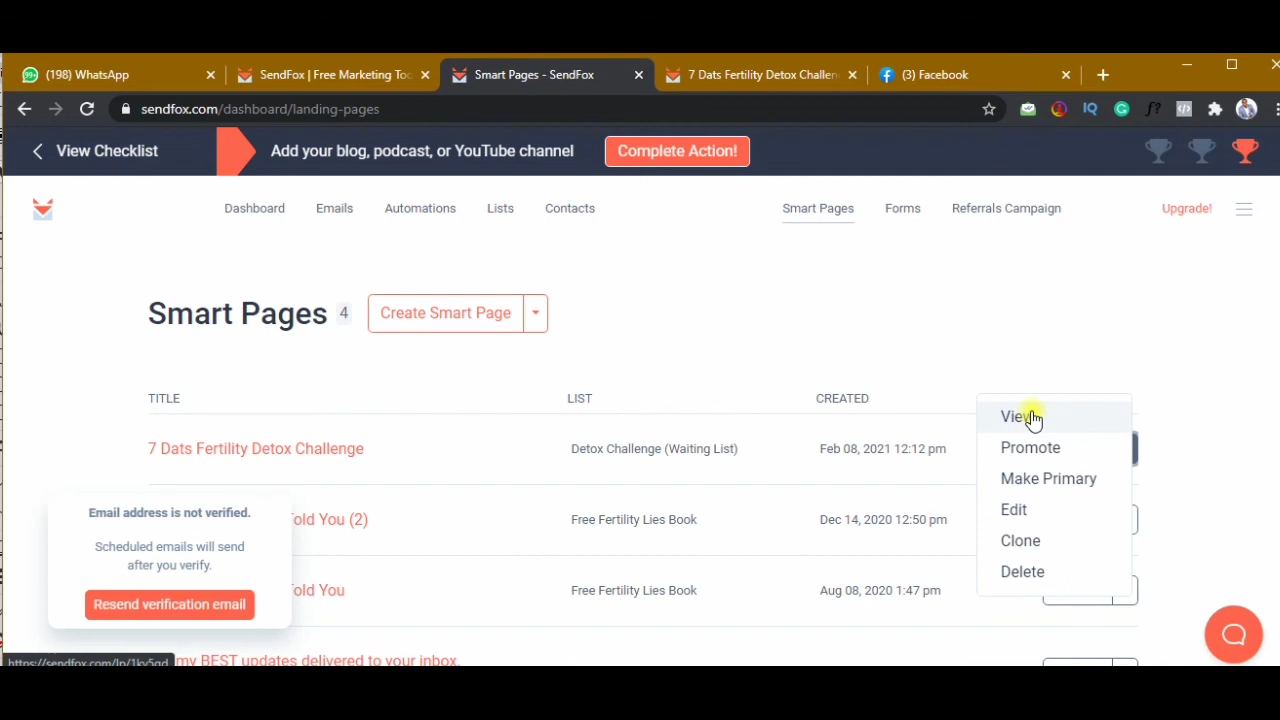 (198) WhatsApp
SendFox | Free Marketing Too
Smart Pages - SendFox
7 Dats Fertility Detox Challen
(3) Facebook
sendfox.com/dashboard/landing-pages
View Checklist
Add your blog, podcast, or YouTube channel
Complete Action!
Dashboard
Emails
Automations
Lists
Contacts
Smart Pages
Forms
Referrals Campaign
Upgrade!
Smart Pages 4
Create Smart Page
TITLE
LIST
CREATED
View
7 Dats Fertility Detox Challenge
Detox Challenge (Waiting List)
Feb 08, 2021 12:12 pm
Promote
Make Primary
Edit
Clone
Delete
Told You (2)
Free Fertility Lies Book
Dec 14, 2020 12:50 pm
Told You
Free Fertility Lies Book
Aug 08, 2020 1:47 pm
my BEST updates delivered to your inbox.
Email address is not verified.
Scheduled emails will send
after you verify.
Resend verification email
https://sendfox.com/lp/1ky5qd